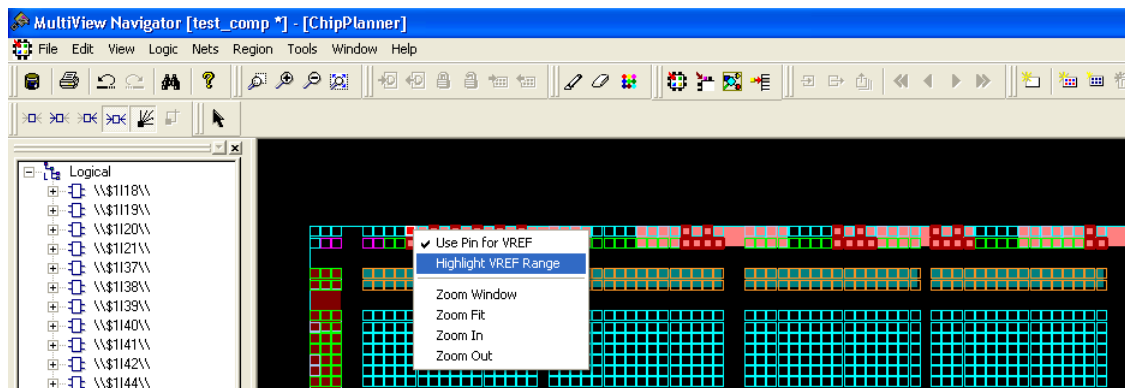 MultiView Navigator [test_comp *] - [ChipPlanner]
File Edit View Logic Nets Region Tools Window Help
Logical
\\$1I18\\
\\$1I19\\
\\$1I20\\
\\$1I21\\
\\$1I37\\
\\$1I38\\
\\$1I39\\
\\$1I40\\
\\$1I41\\
\\$1I42\\
\\$1I44\\
Use Pin for VREF
Highlight VREF Range
Zoom Window
Zoom Fit
Zoom In
Zoom Out